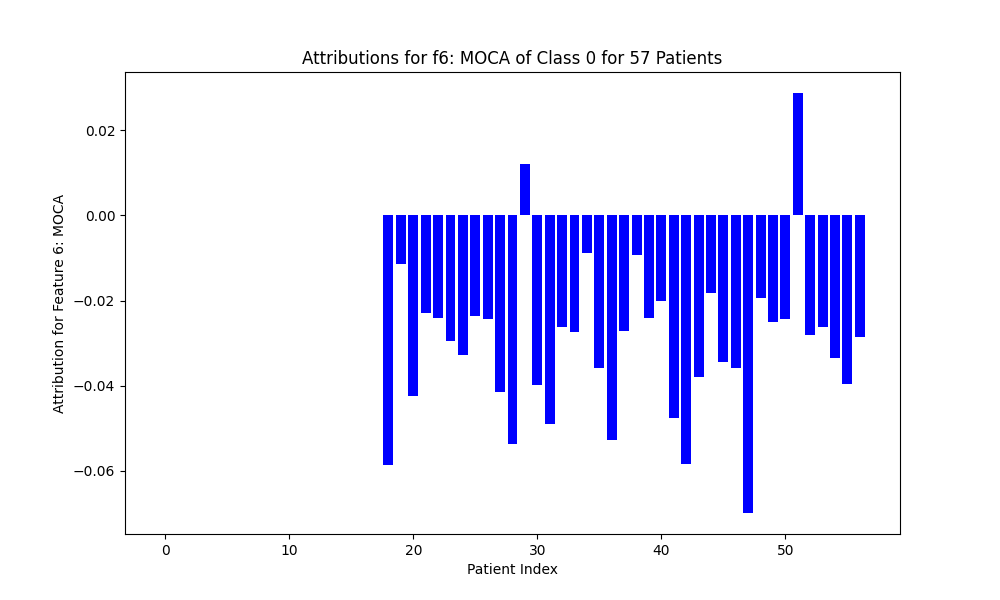 Attributions for f6: MOCA of Class 0 for 57 Patients
Attribution for Feature 6: MOCA
0.02
0.00
−0.02
−0.04
−0.06
0 10 20 30 40 50
Patient Index